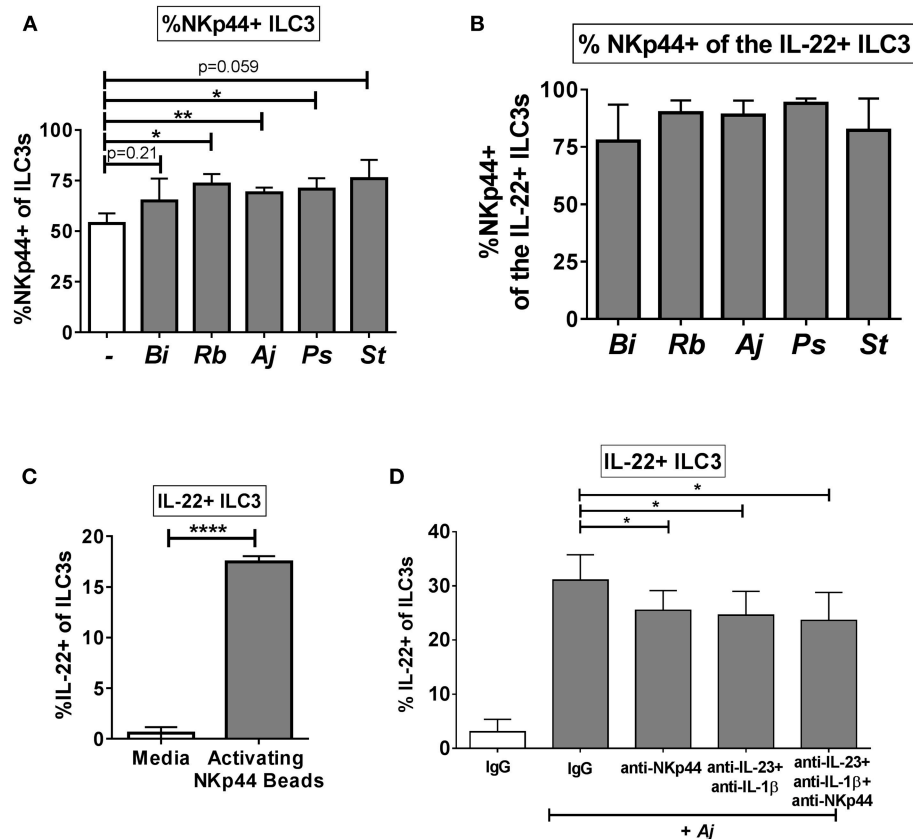 A
%NKp44+ ILC3
p=0.059
*
**
*
p=0.21
%NKp44+ of ILC3s
100
75
50
25
0
- Bi Rb Aj Ps St
B
% NKp44+ of the IL-22+ ILC3
%NKp44+
of the IL-22+ ILC3s
100
75
50
25
0
Bi Rb Aj Ps St
C
IL-22+ ILC3
****
%IL-22+ of ILC3s
20
15
10
5
0
Media
Activating
NKp44 Beads
D
IL-22+ ILC3
*
*
*
% IL-22+ of ILC3s
40
30
20
10
0
IgG
IgG
anti-NKp44
anti-IL-23+
anti-IL-1β
anti-IL-23+
anti-IL-1β+
anti-NKp44
+ Aj